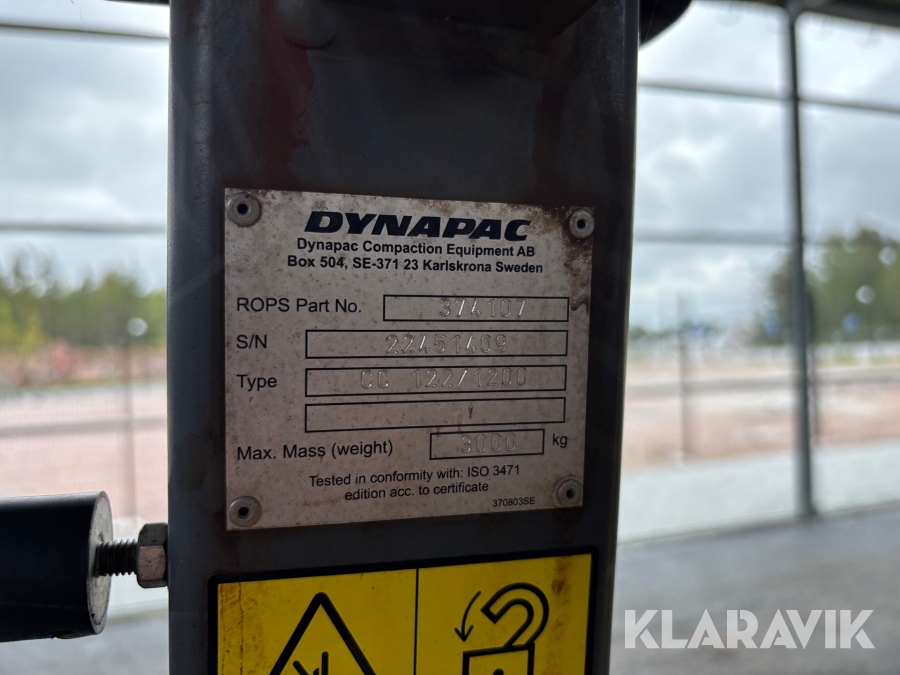 DYNAPAC
Dynapac Compaction Equipment AB
Box 504, SE-371 23 Karlskrona Sweden
ROPS Part No. 374107
S/N 22451409
Type CC 122/1200
Max. Mass (weight) 3000 kg
Tested in conformity with: ISO 3471
edition acc. to certificate
370803SE
KLARAVIK